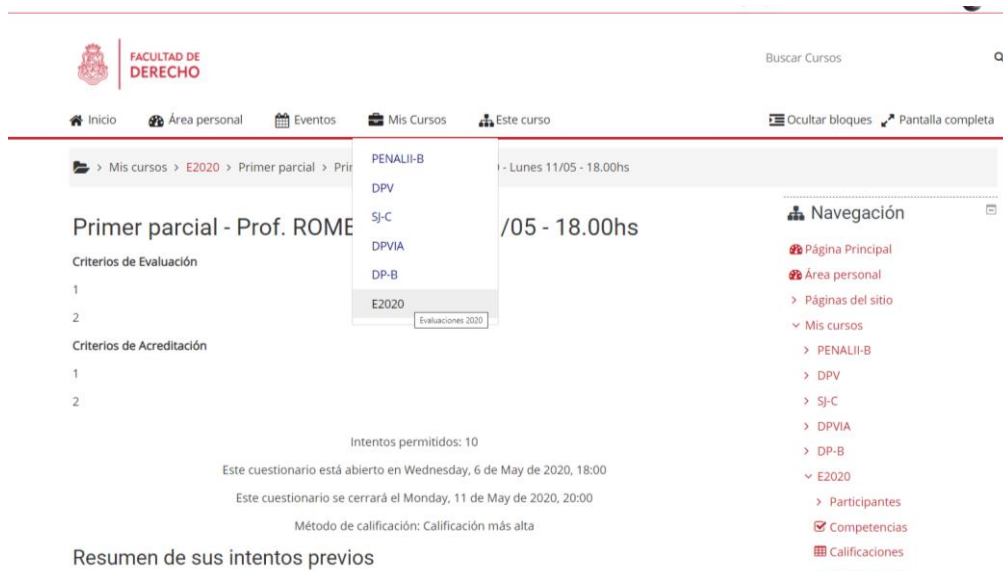 FACULTAD DE
DERECHO
Buscar Cursos
Inicio Área personal Eventos Mis Cursos Este curso Ocultar bloques Pantalla completa
PENALII-B
DPV
SJ-C
DPVIA
DP-B
E2020
Evaluaciones 2020
> Mis cursos > E2020 > Primer parcial > - Lunes 11/05 - 18.00hs
Primer parcial - Prof. /05 - 18.00hs
Criterios de Evaluación
1
2
Criterios de Acreditación
1
2
Intentos permitidos: 10
Este cuestionario está abierto en Wednesday, 6 de May de 2020, 18:00
Este cuestionario se cerrará el Monday, 11 de May de 2020, 20:00
Método de calificación: Calificación más alta
Resumen de sus intentos previos
Navegación
Página Principal
Área personal
> Páginas del sitio
Mis cursos
> PENALII-B
> DPV
> SJ-C
> DPVIA
> DP-B
E2020
> Participantes
Competencias
Calificaciones